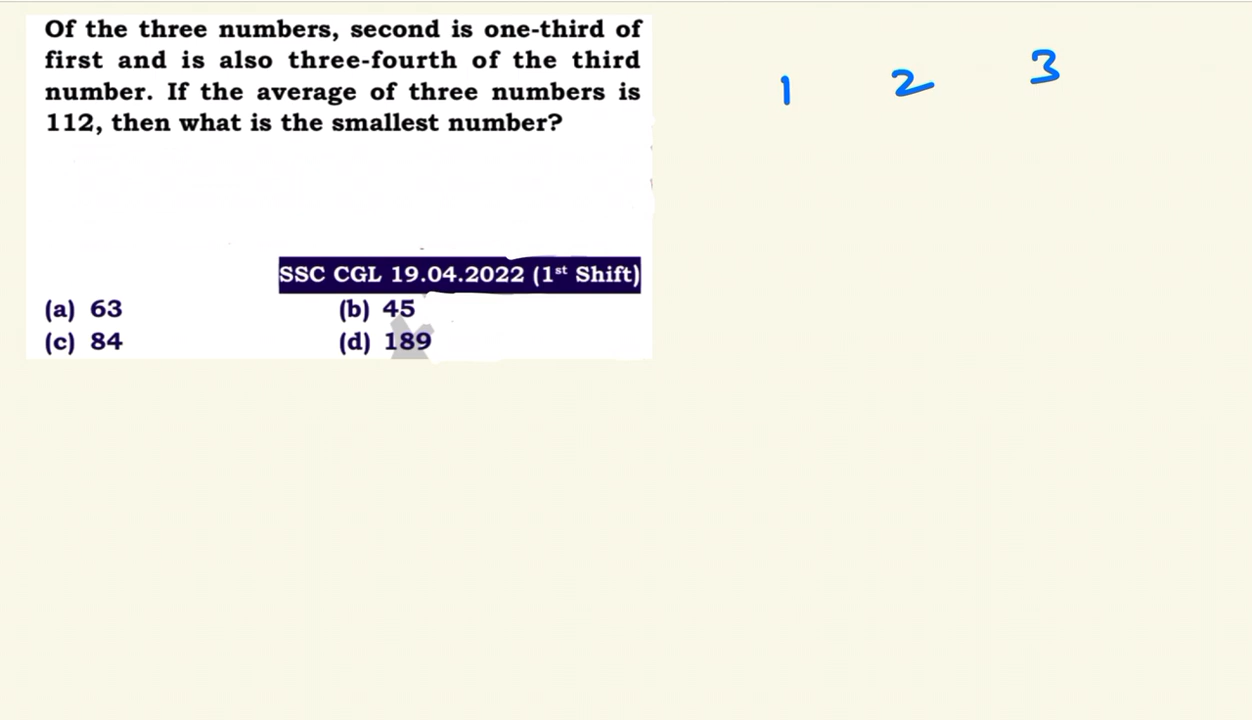 Of the three numbers, second is one-third of
first and is also three-fourth of the third
number. If the average of three numbers is
112, then what is the smallest number?
1 2 3
SSC CGL 19.04.2022 (1st Shift)
(a) 63 (b) 45
(c) 84 (d) 189